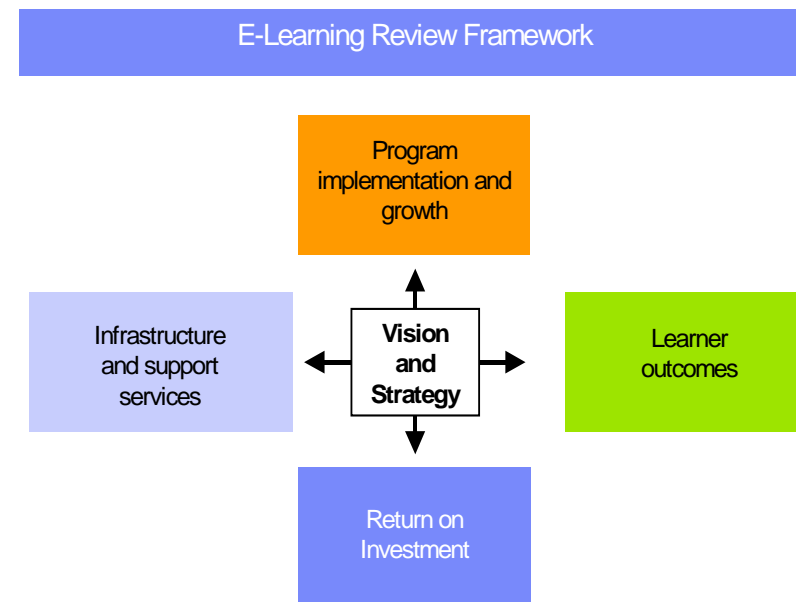 E-Learning Review Framework
Program
implementation and
growth
Infrastructure
and support
services
Vision
and
Strategy
Learner
outcomes
Return on
Investment